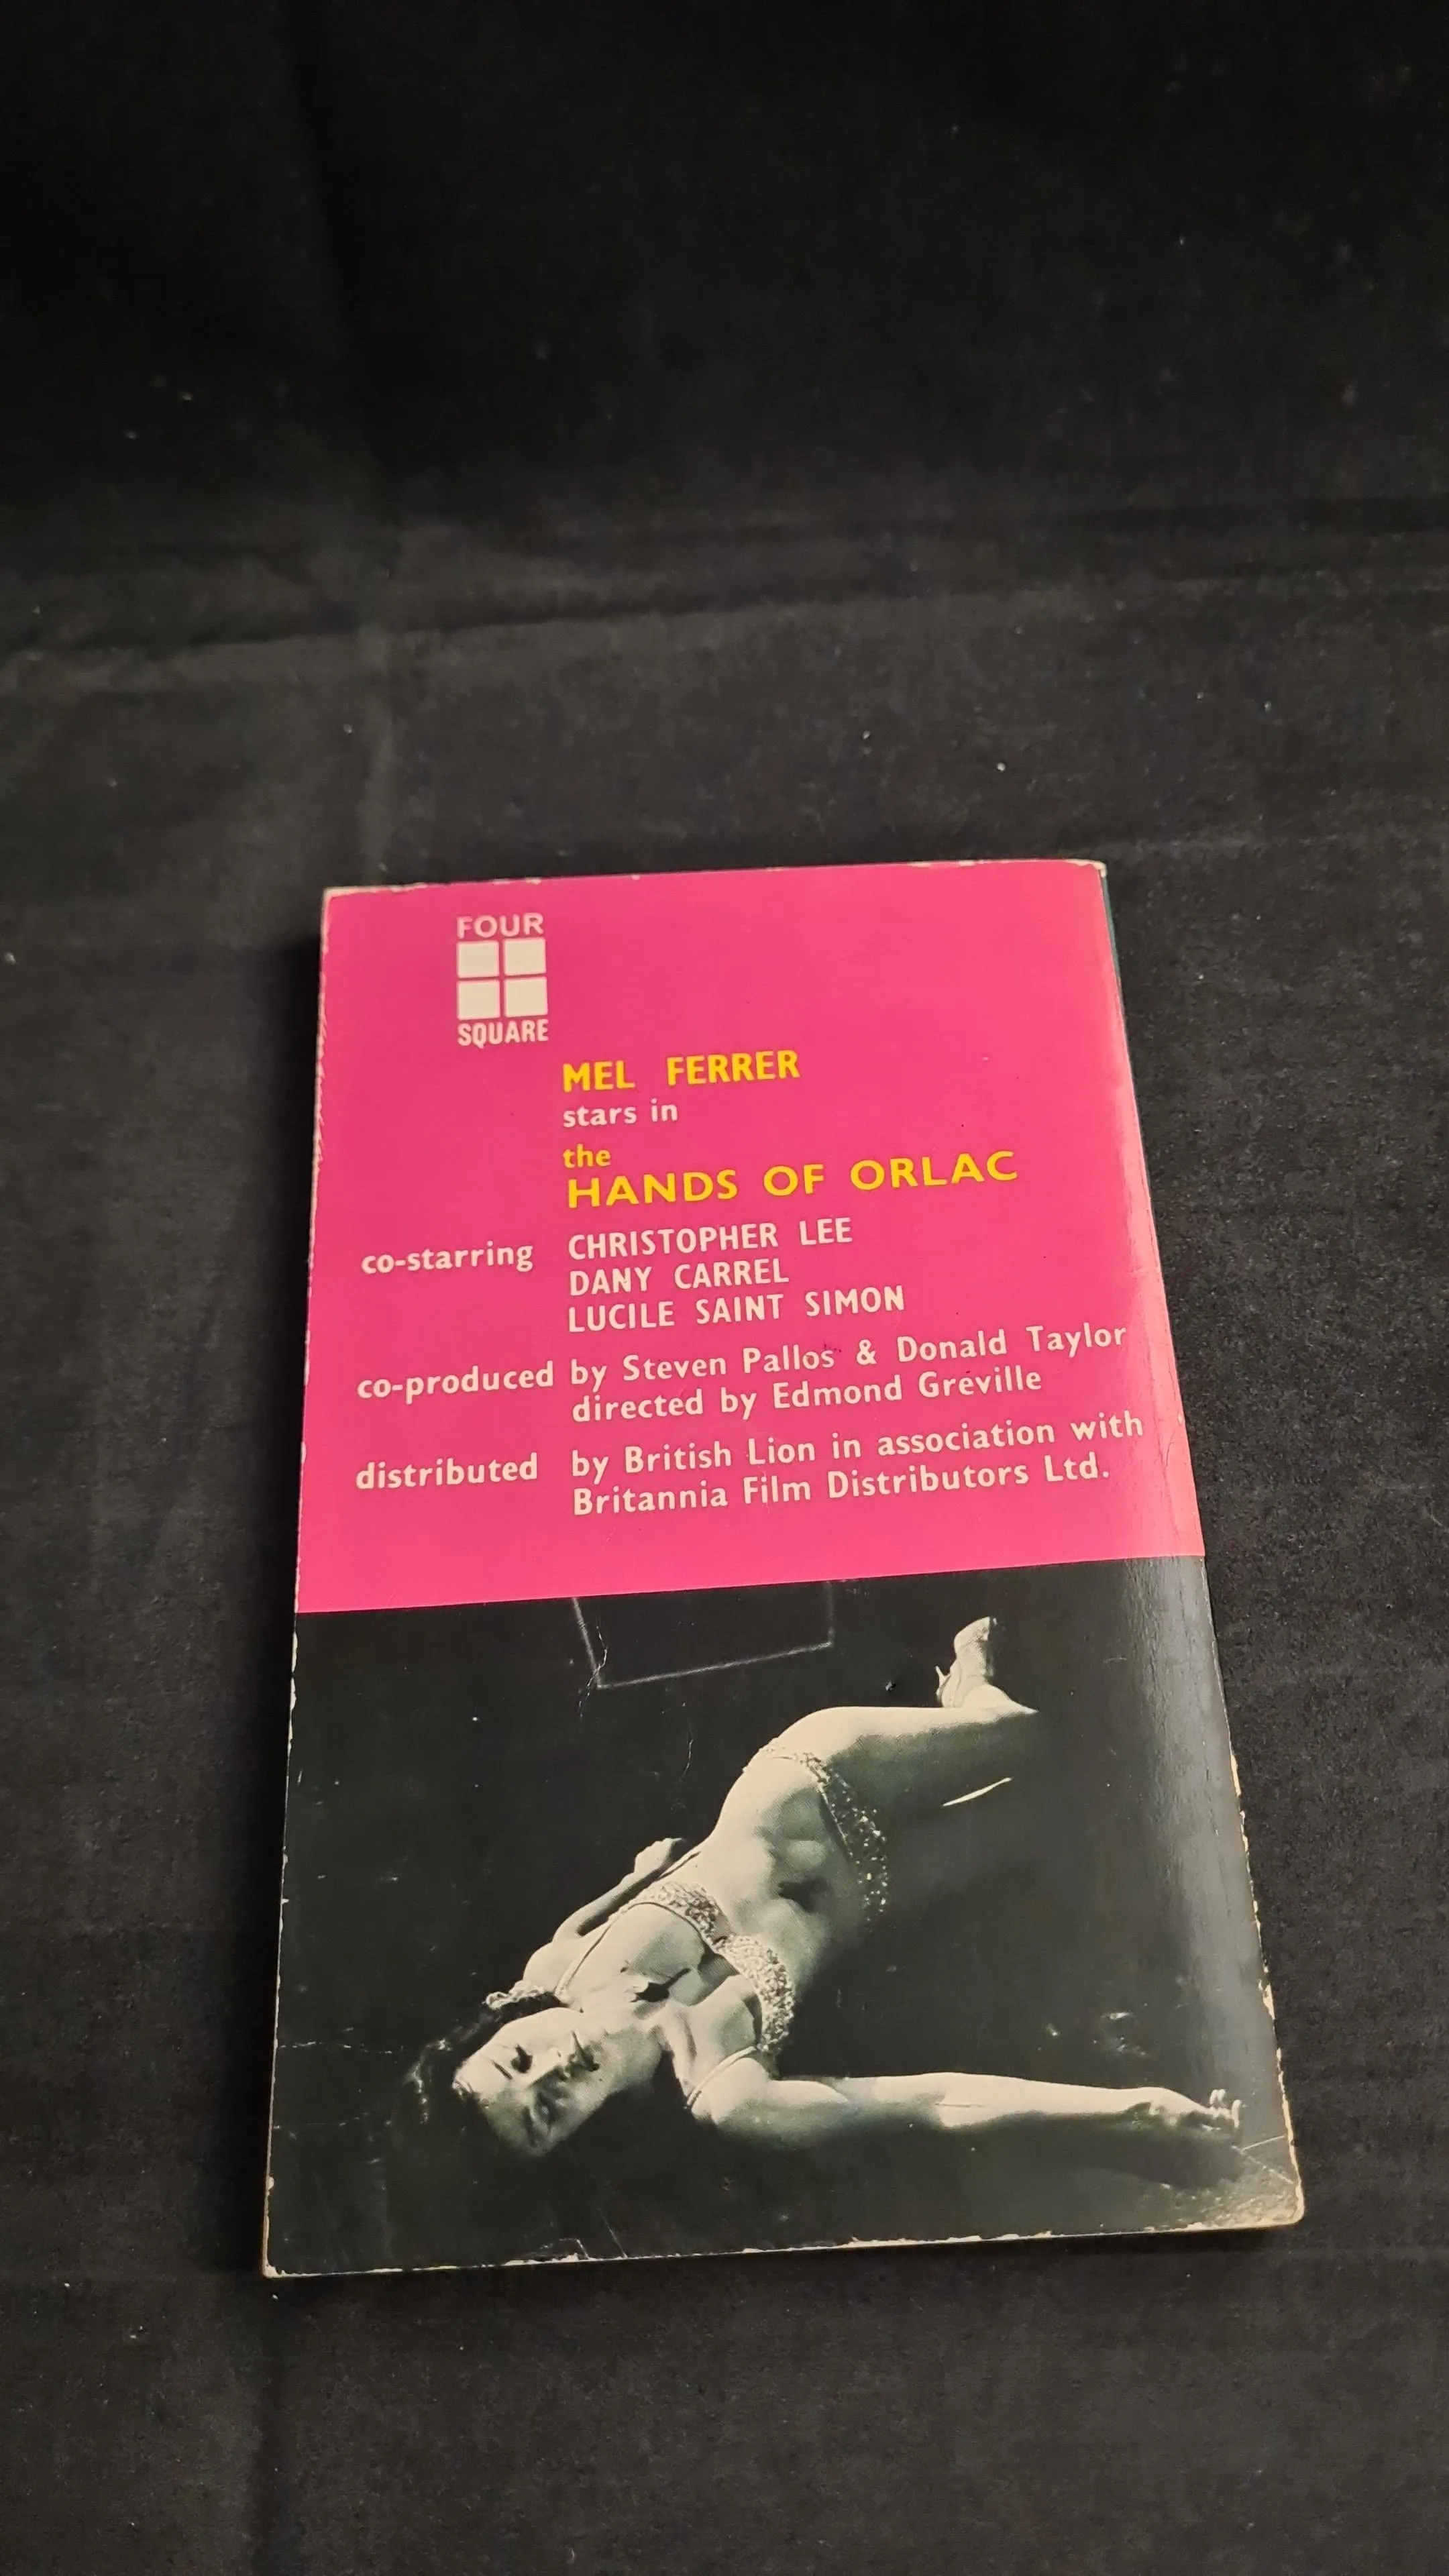 FOUR
SQUARE
MEL FERRER
stars in
the
HANDS OF ORLAC
co-starring CHRISTOPHER LEE
DANY CARREL
LUCILE SAINT SIMON
co-produced by Steven Pallos & Donald Taylor
directed by Edmond Gréville
distributed by British Lion in association with
Britannia Film Distributors Ltd.